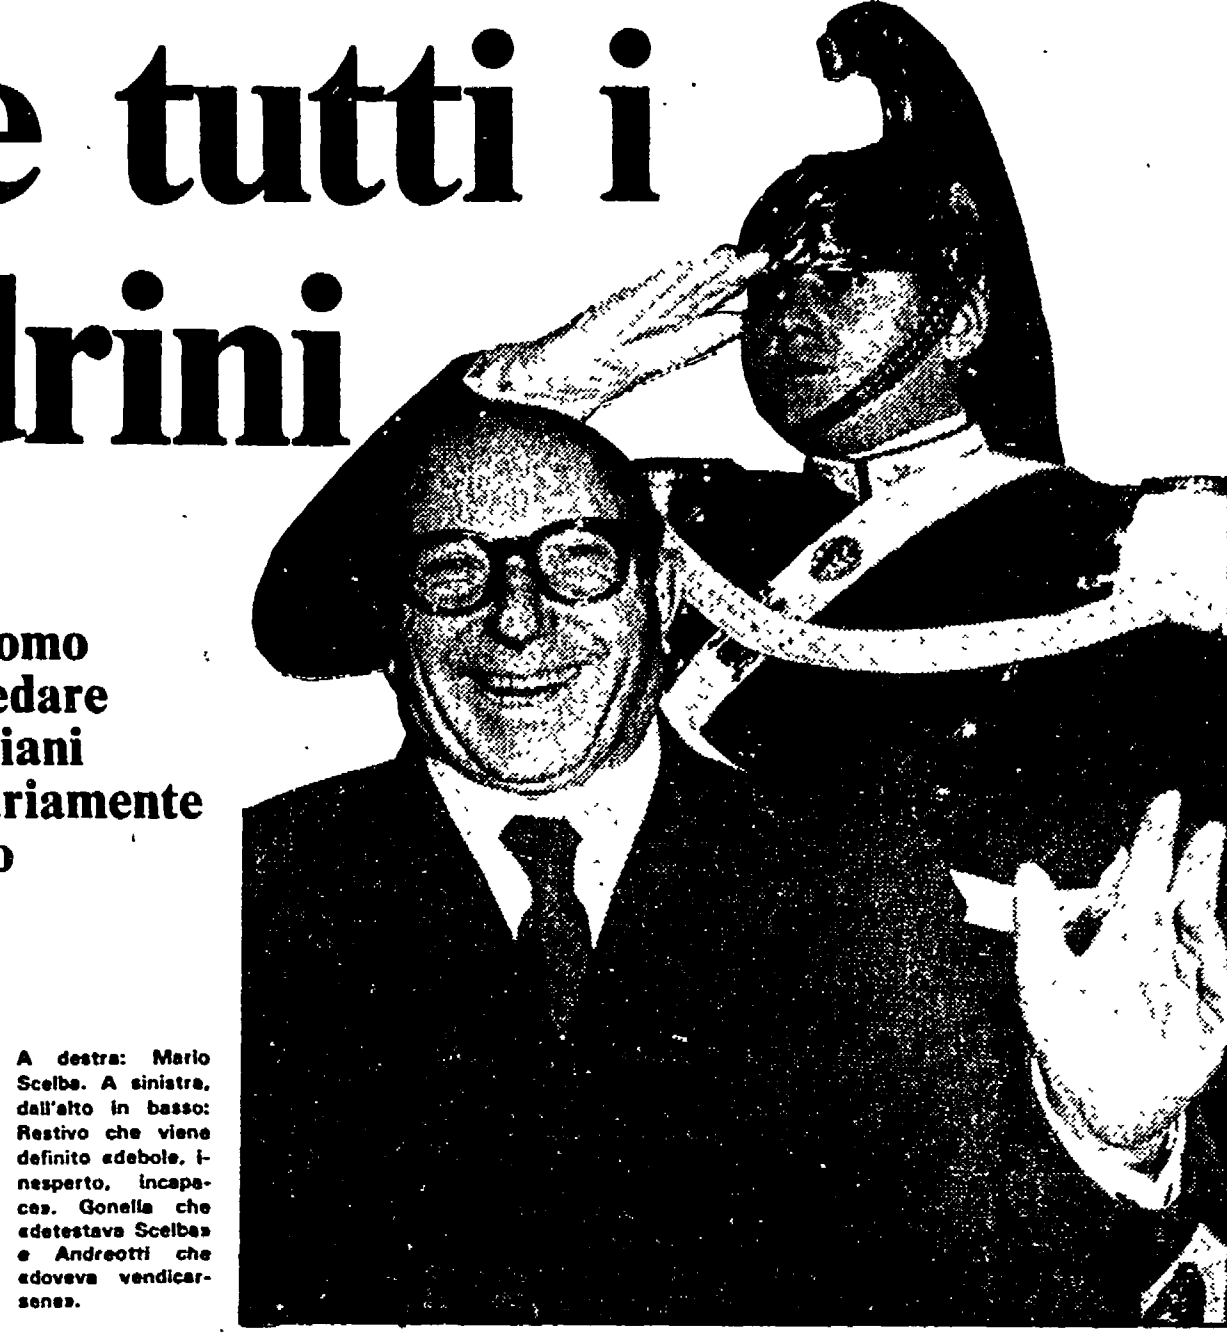 e tutti i
drini
omo
edare
iani
riamente
o
A destra: Mario
Scelba. A sinistra,
dall'alto in basso:
Restivo che viene
definito «debole, i-
nesperto, incapa-
ce». Gonella che
«detestava Scelba»
e Andreotti che
«doveva vendicar-
sene».